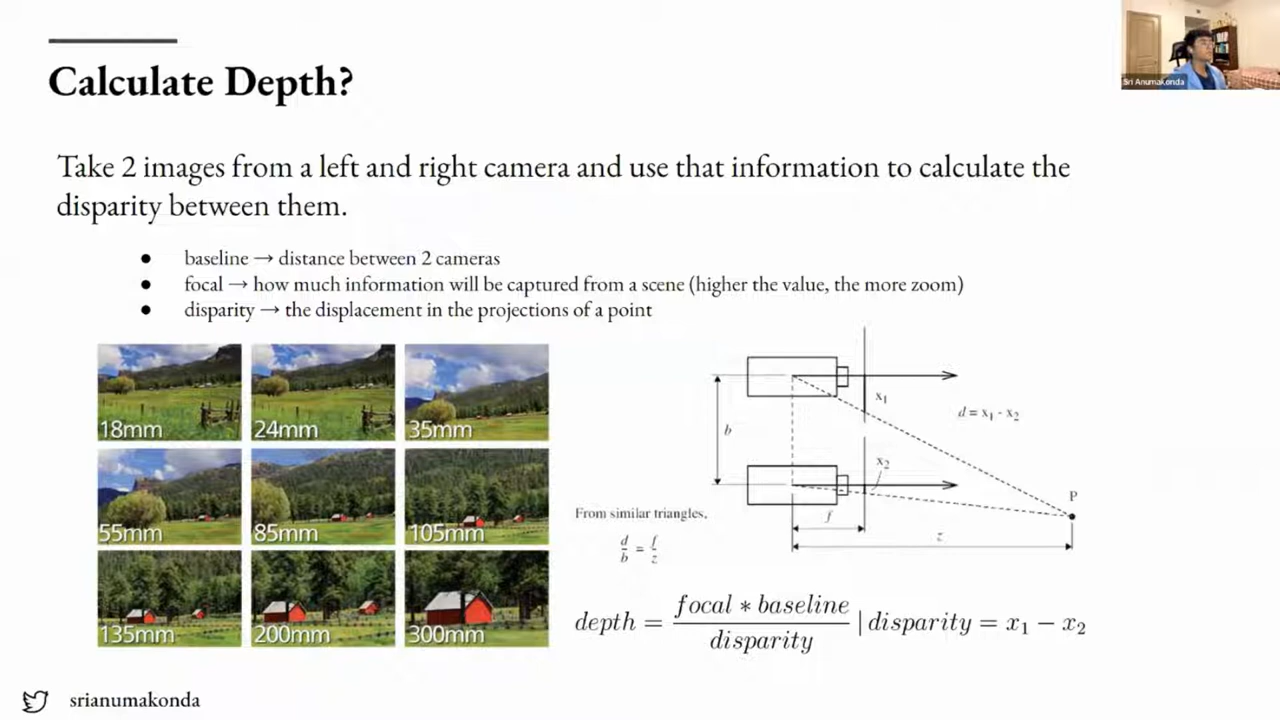 Calculate Depth?
Sri Anumakonda
Take 2 images from a left and right camera and use that information to calculate the
disparity between them.
● baseline → distance between 2 cameras
● focal → how much information will be captured from a scene (higher the value, the more zoom)
● disparity → the displacement in the projections of a point
18mm 24mm 35mm
55mm 85mm 105mm
135mm 200mm 300mm
x₁
d = x₁ - x₂
b
x₂
P
From similar triangles,
f
z
d/b = f/z
depth = focal * baseline / disparity | disparity = x₁ − x₂
srianumakonda